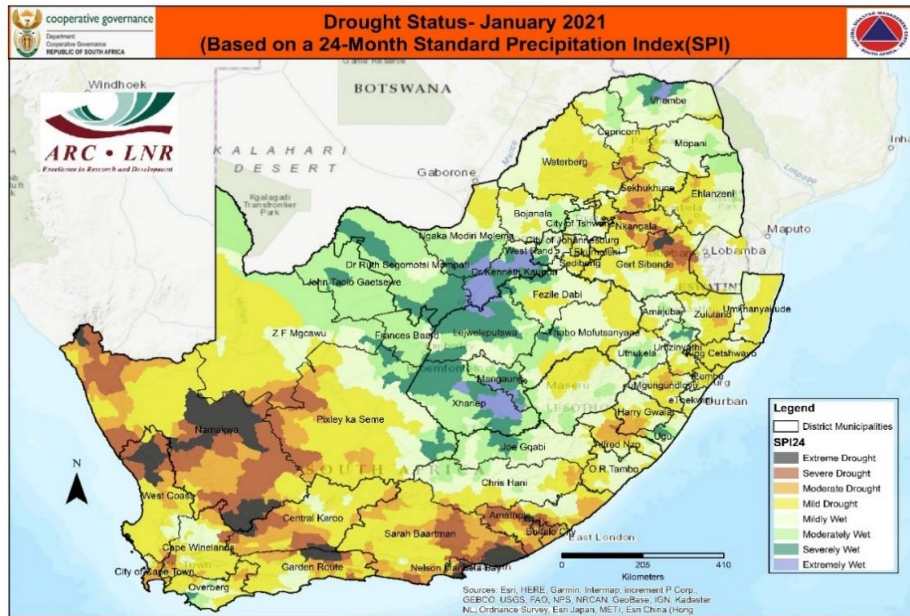 cooperative governance
Department:
Cooperative Governance
REPUBLIC OF SOUTH AFRICA
Drought Status- January 2021
(Based on a 24-Month Standard Precipitation Index(SPI)
ARC • LNR
Excellence in Research and Development
Windhoek
BOTSWANA
KALAHARI
DESERT
Kgalagadi
Transfrontier
Park
Gaborone
Vhembe
Capricorn
Mopani
Waterberg
Sekhukhune
Ehlanzeni
Limpopo
Bojanala
City of Tshwane
Nkangala
Maputo
Ngaka Modiri Molema
City of Johannesburg
West Rand
Ekurhuleni
Lobamba
Dr Ruth Segomotsi Mompati
Sedibeng
Gert Sibande
Dr Kenneth Kaunda
John Taolo Gaetsewe
Fezile Dabi
Amajuba
Zululand
Umkhanyakude
Z F Mgcawu
Frances Baard
Lejweleputswa
Thabo Mofutsanyane
Umzinyathi
Uthukela
King Cetshwayo
Mangaung
Maseru
iLembe
Mgungundlovu
eThekwini
Durban
Xhariep
LESOTHO
Harry Gwala
Pixley ka Seme
Namakwa
Ugu
Joe Gqabi
Alfred Nzo
SOUTH AFRICA
O.R.Tambo
Chris Hani
N
West Coast
Central Karoo
Amathole
Sarah Baartman
Buffalo City
East London
Cape Winelands
City of Cape Town
Garden Route
Nelson Mandela Bay
Overberg
0 205 410
Kilometers
Legend
District Municipalities
SPI24
Extreme Drought
Severe Drought
Moderate Drought
Mild Drought
Mildly Wet
Moderately Wet
Severely Wet
Extremely Wet
Sources: Esri, HERE, Garmin, Intermap, increment P Corp.,
GEBCO, USGS, FAO, NPS, NRCAN, GeoBase, IGN, Kadaster
NL, Ordnance Survey, Esri Japan, METI, Esri China (Hong